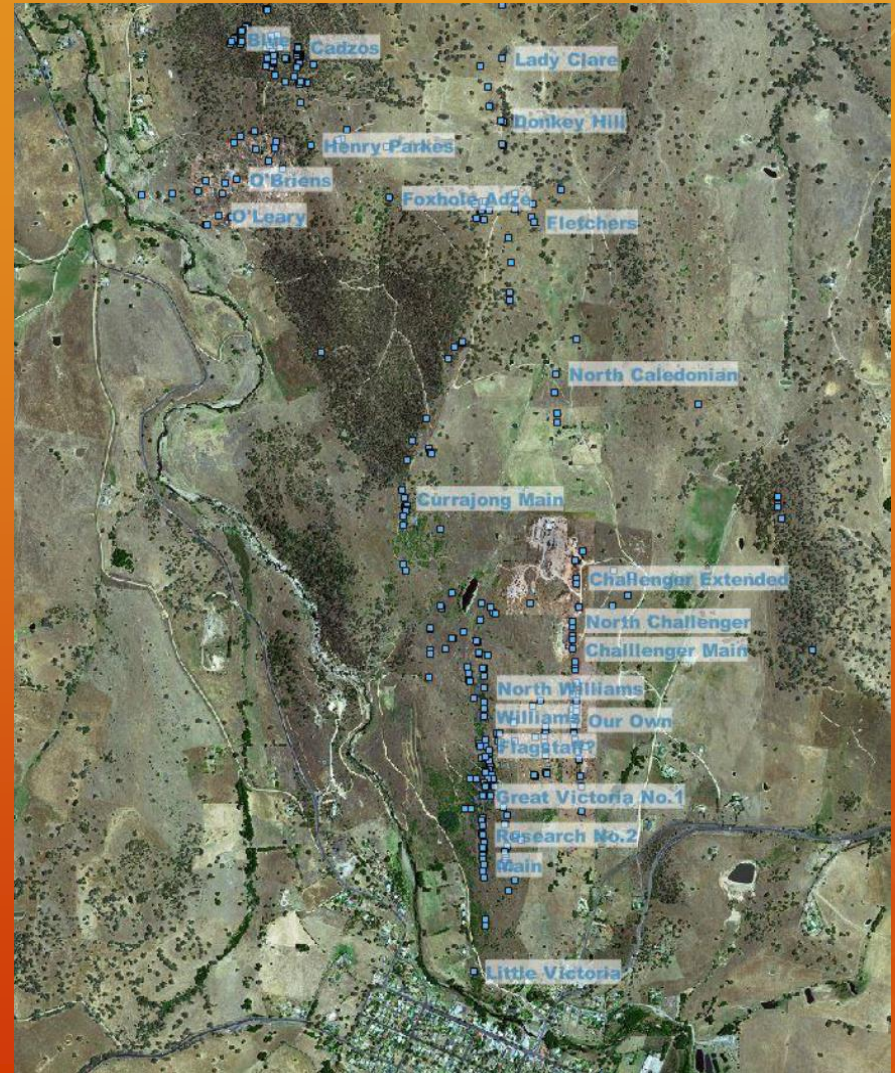 Blue
Cadzos
Lady Clare
Donkey Hill
Henry Parkes
O'Briens
Foxhole Adze
O'Leary
Fletchers
North Caledonian
Currajong Main
Challenger Extended
North Challenger
Challlenger Main
North Williams
Williams
Our Own
Flagstaff?
Great Victoria No.1
Research No.2
Main
Little Victoria